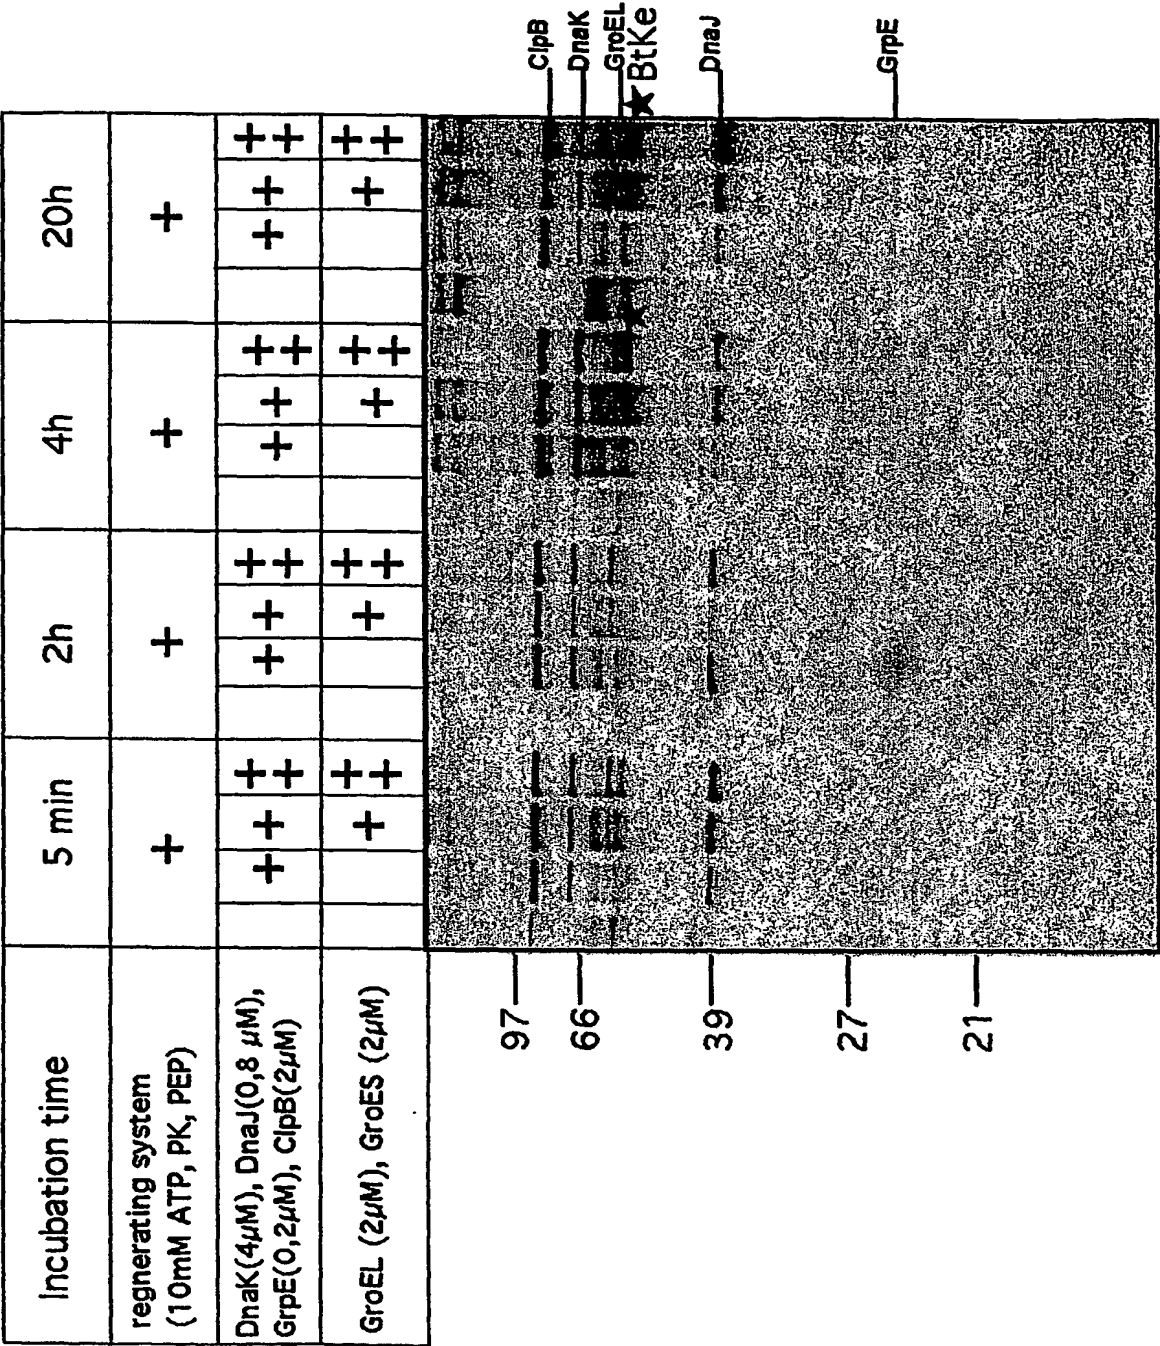 Incubation time 5 min 2h 4h 20h
regnerating system
(10mM ATP, PK, PEP) + + + +
DnaK(4µM), DnaJ(0,8 µM),
GrpE(0,2µM), ClpB(2µM) + + ++ + + ++ + + ++ + + ++
GroEL (2µM), GroES (2µM) + ++ + ++ + ++ + ++
97
66
39
27
21
ClpB
DnaK
GroEL
★BtKe
DnaJ
GrpE